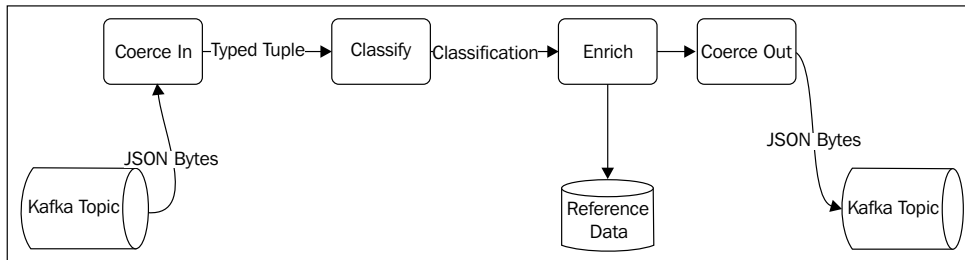 Coerce In
Typed Tuple
Classify
Classification
Enrich
Coerce Out
JSON Bytes
JSON Bytes
Kafka Topic
Reference
Data
Kafka Topic